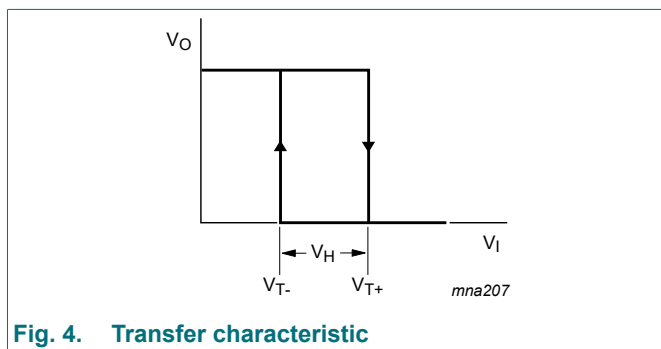 VO
VH
VI
VT-
VT+
mna207
Fig. 4. Transfer characteristic